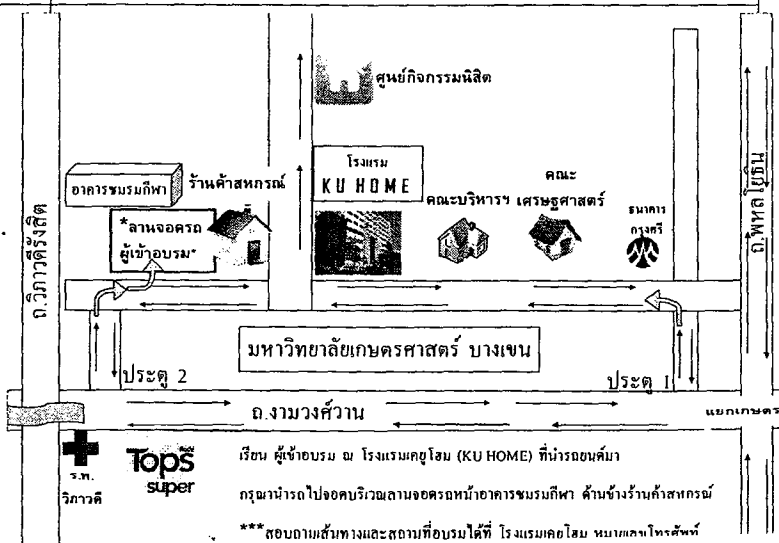 ศูนย์กิจกรรมนิสิต
โรงแรม
KU HOME
อาคารชมรมกีฬา
ร้านค้าสหกรณ์
*ลานจอดรถ
ผู้เข้าอบรม*
คณะบริหารฯ
คณะ
เศรษฐศาสตร์
ธนาคาร
กรุงศรี
ถ.วิภาวดีรังสิต
ถ.พหลโยธิน
มหาวิทยาลัยเกษตรศาสตร์ บางเขน
ประตู 2
ประตู 1
ถ.งามวงศ์วาน
แยกเกษตร
ร.พ.
วิภาวดี
Tops
super
เรียน ผู้เข้าอบรม ณ โรงแรมเคยูโฮม (KU HOME) ที่นำรถยนต์มา
กรุณานำรถไปจอดบริเวณลานจอดรถหน้าอาคารชมรมกีฬา ด้านข้างร้านค้าสหกรณ์
***สอบถามเส้นทางและสถานที่อบรมได้ที่ โรงแรมเคยูโฮม หมายเลขโทรศัพท์